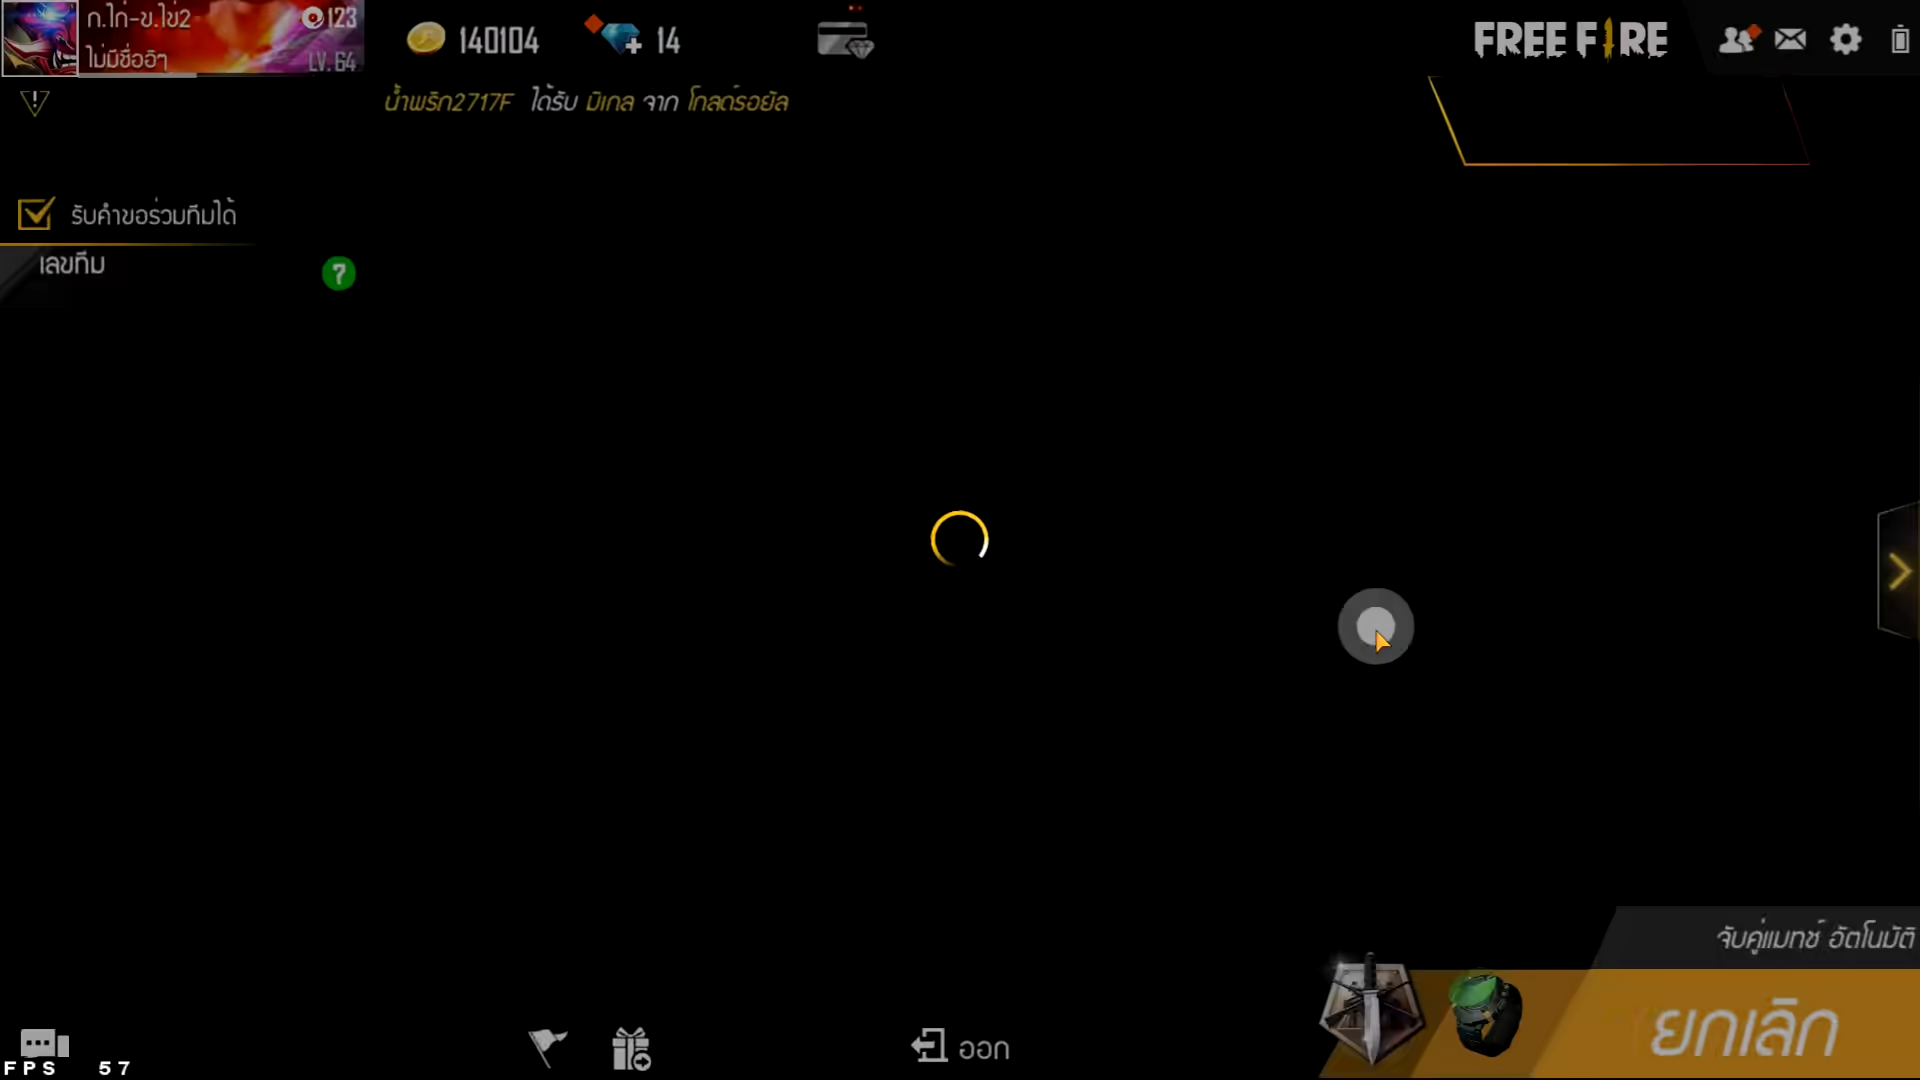 ก.ไก่-ข.ไข่2
123
ไม่มีชื่ออิๆ
LV. 64
140104
14
FREE FIRE
น้ำพริก2717F ได้รับ มิเกล จาก โกลด์รอยัล
รับคำขอร่วมทีมได้
เลขทีม
?
จับคู่แมทช์ อัตโนมัติ
ยกเลิก
ออก
FPS 57